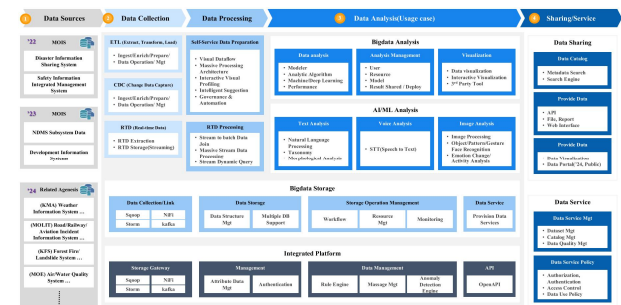 1 Data Sources
2 Data Collection
Data Processing
3 Data Analysis(Usage case)
4 Sharing/Service
'22 MOIS
Disaster Information
Sharing System
Safety Information
Integrated Management
System
'23 MOIS
NDMS Subsystem Data
Development Information
Systems
'24 Related Agenesis
(KMA) Weather
Information System ...
(MOLIT) Road/Railway/
Aviation Incident
Information System ...
(KFS) Forest Fire/
Landslide System ...
(MOE) Air/Water Quality
System ...
ETL (Extract, Transform, Load)
• Ingest/Enrich/Prepare/
• Data Operation/ Mgt
CDC (Change Data Capture)
• Ingest/Enrich/Prepare/
• Data Operation/ Mgt
RTD (Real-time Data)
• RTD Extraction
• RTD Storage(Streaming)
Self-Service Data Preparation
• Visual Dataflow
• Massive Processing
Architecture
• Interactive Visual
Profiling
• Intelligent Suggestion
• Governance &
Automation
RTD Processing
• Stream to batch Data
Join
• Massive Stream Data
Processing
• Stream Dynamic Query
Bigdata Analysis
Data analysis
• Modeler
• Analytic Algorithm
• Machine/Deep Learning
• Performance
Analysis Management
• User
• Resource
• Model
• Result Shared / Deploy
Visualization
• Data visualization
• Interactive Visualization
• 3rd Party Tool
AI/ML Analysis
Text Analysis
• Natural Language
Processing
• Taxonomy
• Morphological Analysis
Voice Analysis
• STT(Speech to Text)
Image Analysis
• Image Processing
• Object/Pattern/Gesture
Face Recognition
• Emotion Change/
Activity Analysis
Bigdata Storage
Data Collection/Link
Sqoop NiFi
Storm kafka
Data Storage
Data Structure
Mgt
Multiple DB
Support
Storage Operation Management
Workflow
Resource
Mgt
Monitoring
Data Service
Provision Data
Services
Integrated Platform
Storage Gateway
Sqoop NiFi
Storm kafka
Management
Attribute Data
Mgt
Authentication
Data Management
Rule Engine
Massage Mgt
Anomaly
Detection
Engine
API
OpenAPI
Data Sharing
Data Catalog
• Metadata Search
• Search Engine
Provide Data
• API
• File, Report
• Web Interface
Provide Data
• Data Visualization
• Data Portal('24, Public)
Data Service
Data Service Mgt
• Dataset Mgt
• Catalog Mgt
• Data Quality Mgt
Data Service Policy
• Authorization,
Authentication
• Access Control
• Data Use Policy